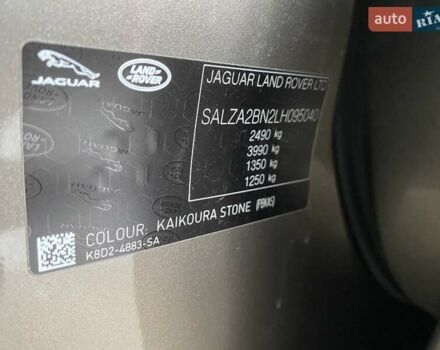 auto RIA
JAGUAR
LAND
ROVER
JAGUAR LAND ROVER LTD
SALZA2BN2LH095040
2490 kg
3990 kg
1350 kg
1250 kg
COLOUR: KAIKOURA STONE
K8D2-4883-SA